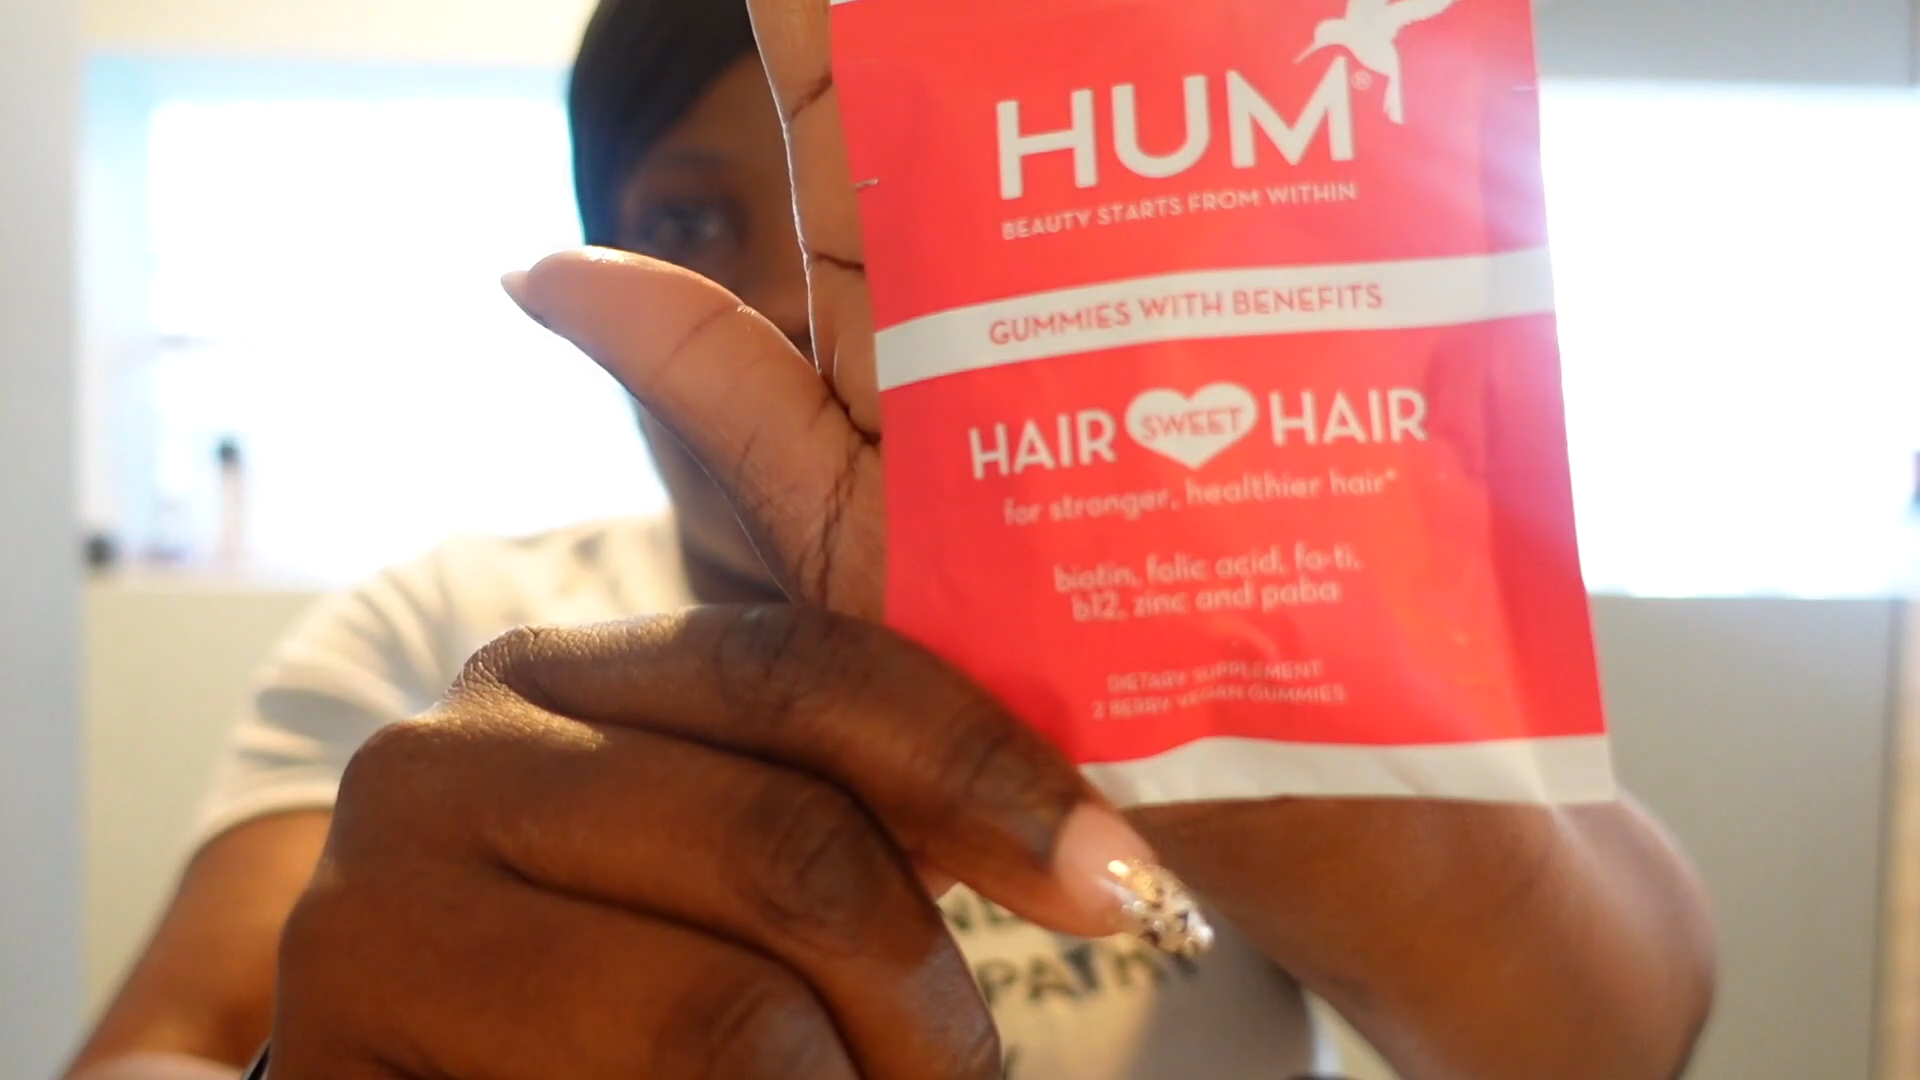 HUM®
BEAUTY STARTS FROM WITHIN
GUMMIES WITH BENEFITS
HAIR SWEET HAIR
for stronger, healthier hair*
biotin, folic acid, fo-ti,
b12, zinc and paba
DIETARY SUPPLEMENT
2 BERRY VEGAN GUMMIES